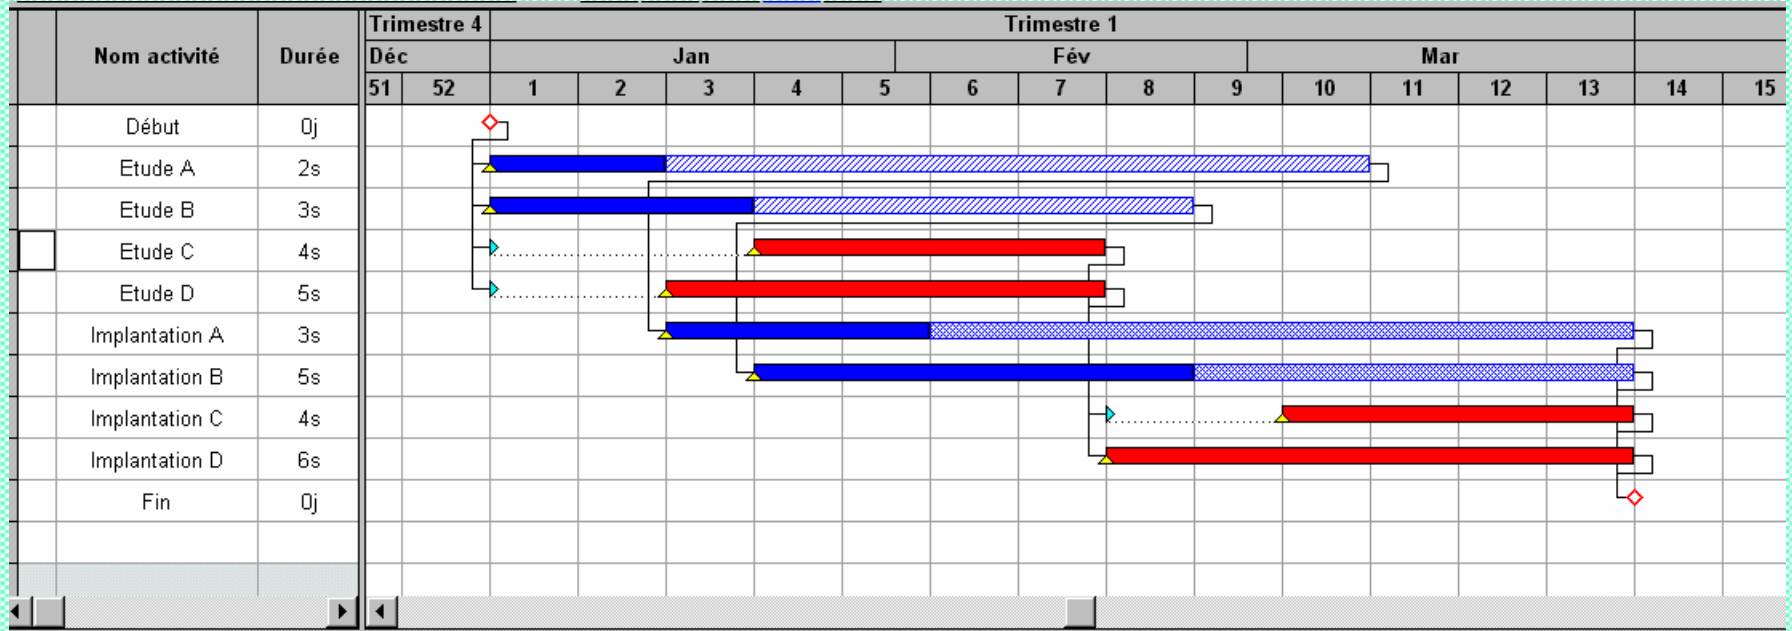 Trimestre 4 Trimestre 1
Nom activité Durée Déc Jan Fév Mar
51 52 1 2 3 4 5 6 7 8 9 10 11 12 13 14 15
Début 0j
Etude A 2s
Etude B 3s
Etude C 4s
Etude D 5s
Implantation A 3s
Implantation B 5s
Implantation C 4s
Implantation D 6s
Fin 0j